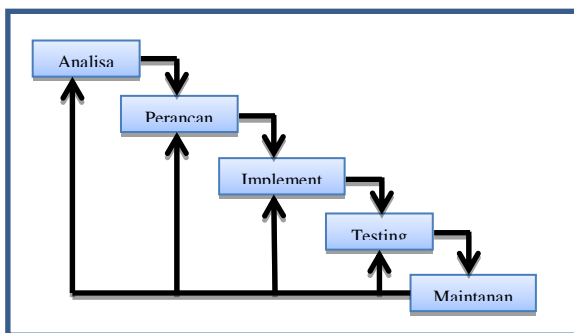 Analisa
Perancan
Implement
Testing
Maintanan